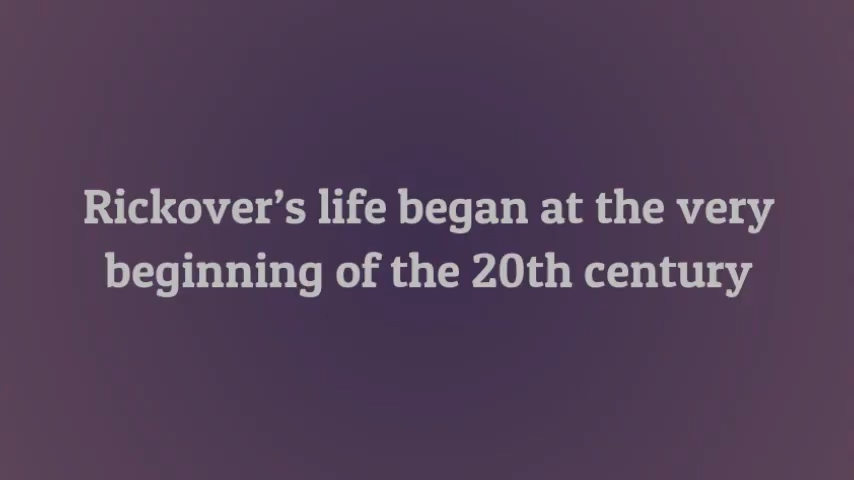 Rickover’s life began at the very
beginning of the 20th century